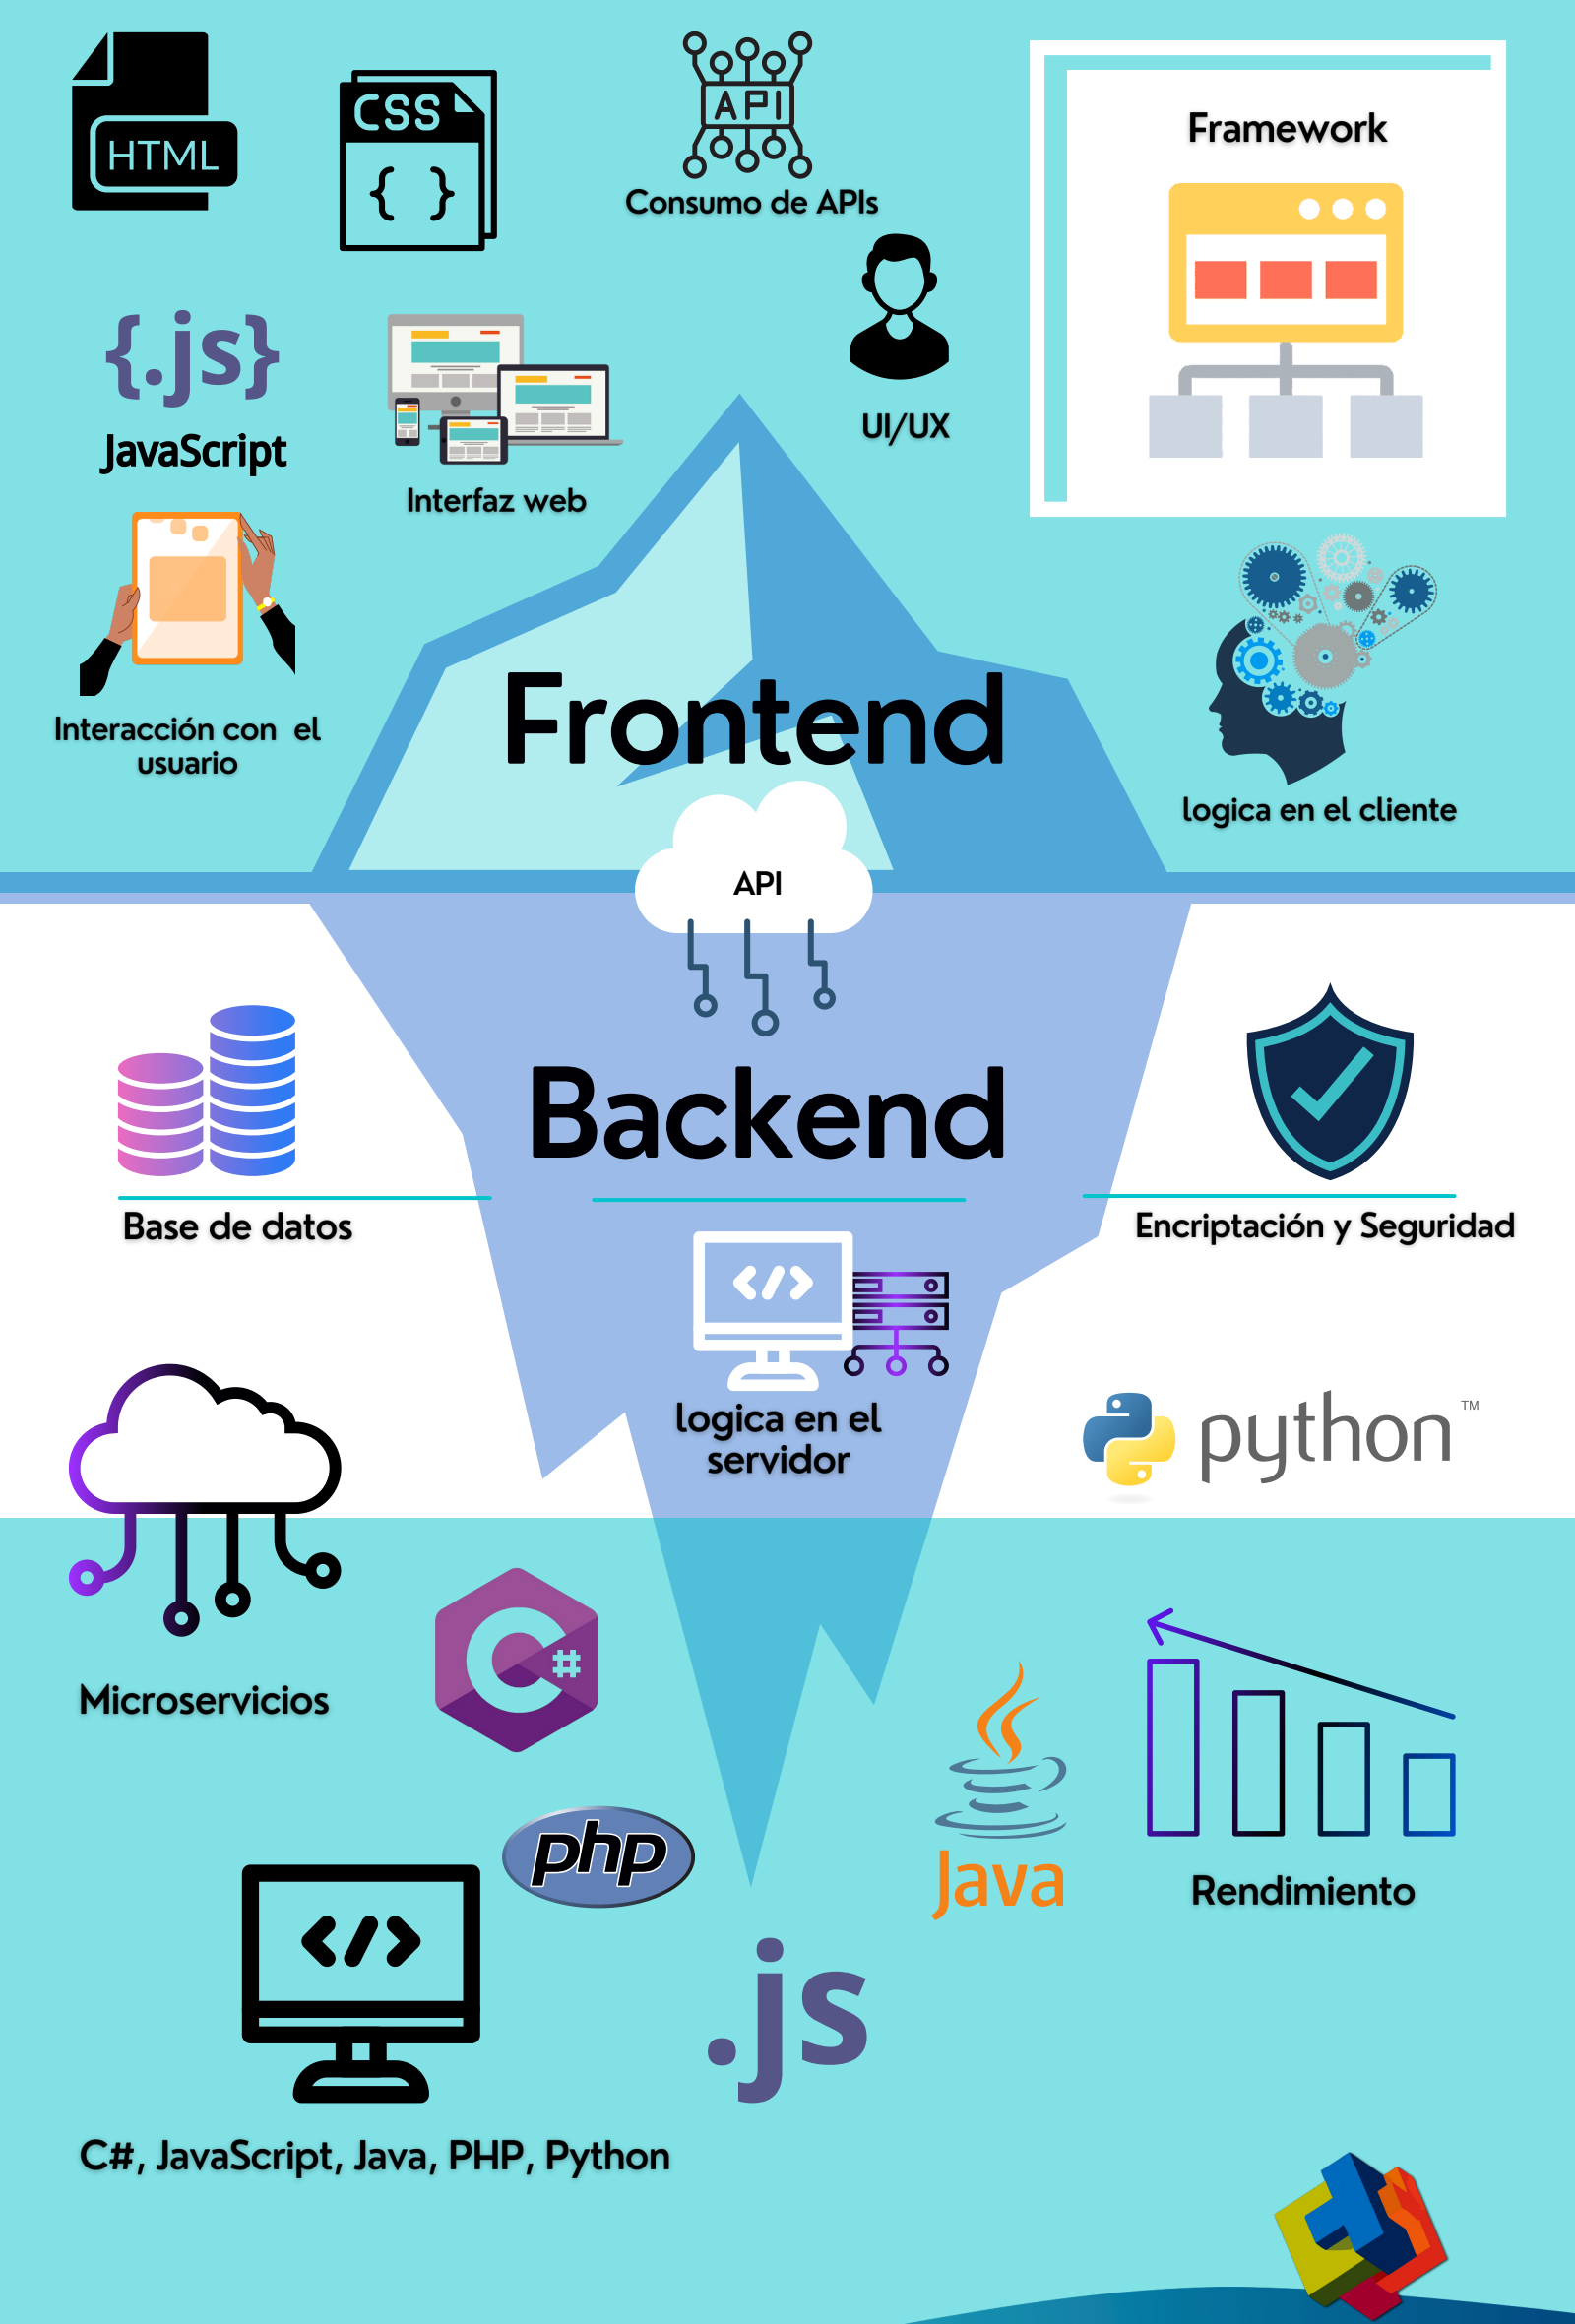 HTML
CSS
{ }
API
Consumo de APIs
Framework
{.js}
JavaScript
Interfaz web
UI/UX
Interacción con el
usuario
Frontend
logica en el cliente
API
Backend
Base de datos
Encriptación y Seguridad
</>
logica en el
servidor
python™
Microservicios
C#
php
Java
Rendimiento
</>
.js
C#, JavaScript, Java, PHP, Python